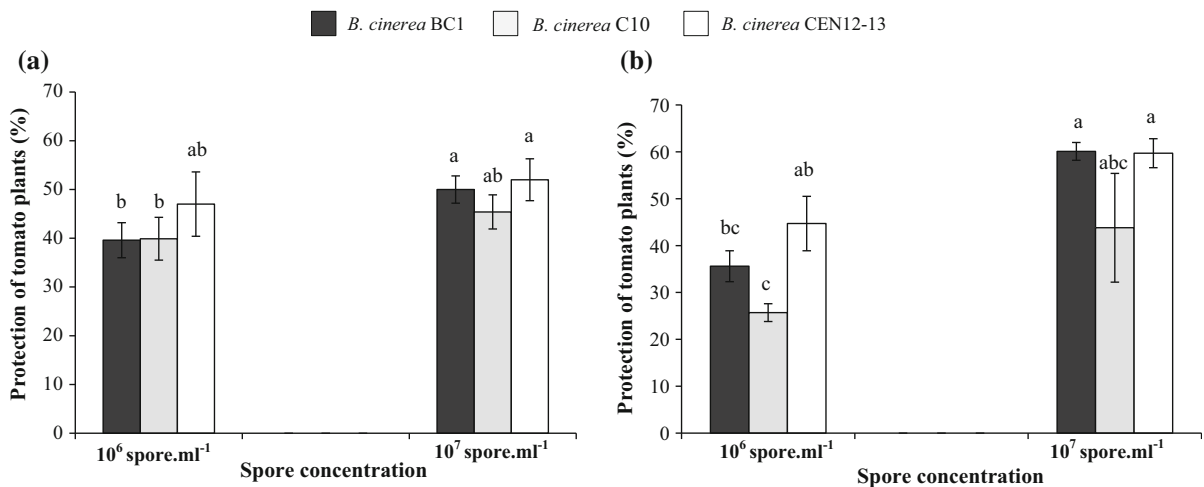 B. cinerea BC1 B. cinerea C10 B. cinerea CEN12-13
(a)
Protection of tomato plants (%)
70
60
50
40
30
20
10
0
b b ab
a ab a
10⁶ spore.ml⁻¹ 10⁷ spore.ml⁻¹
Spore concentration
(b)
Protection of tomato plants (%)
70
60
50
40
30
20
10
0
bc c ab
a abc a
10⁶ spore.ml⁻¹ 10⁷ spore.ml⁻¹
Spore concentration